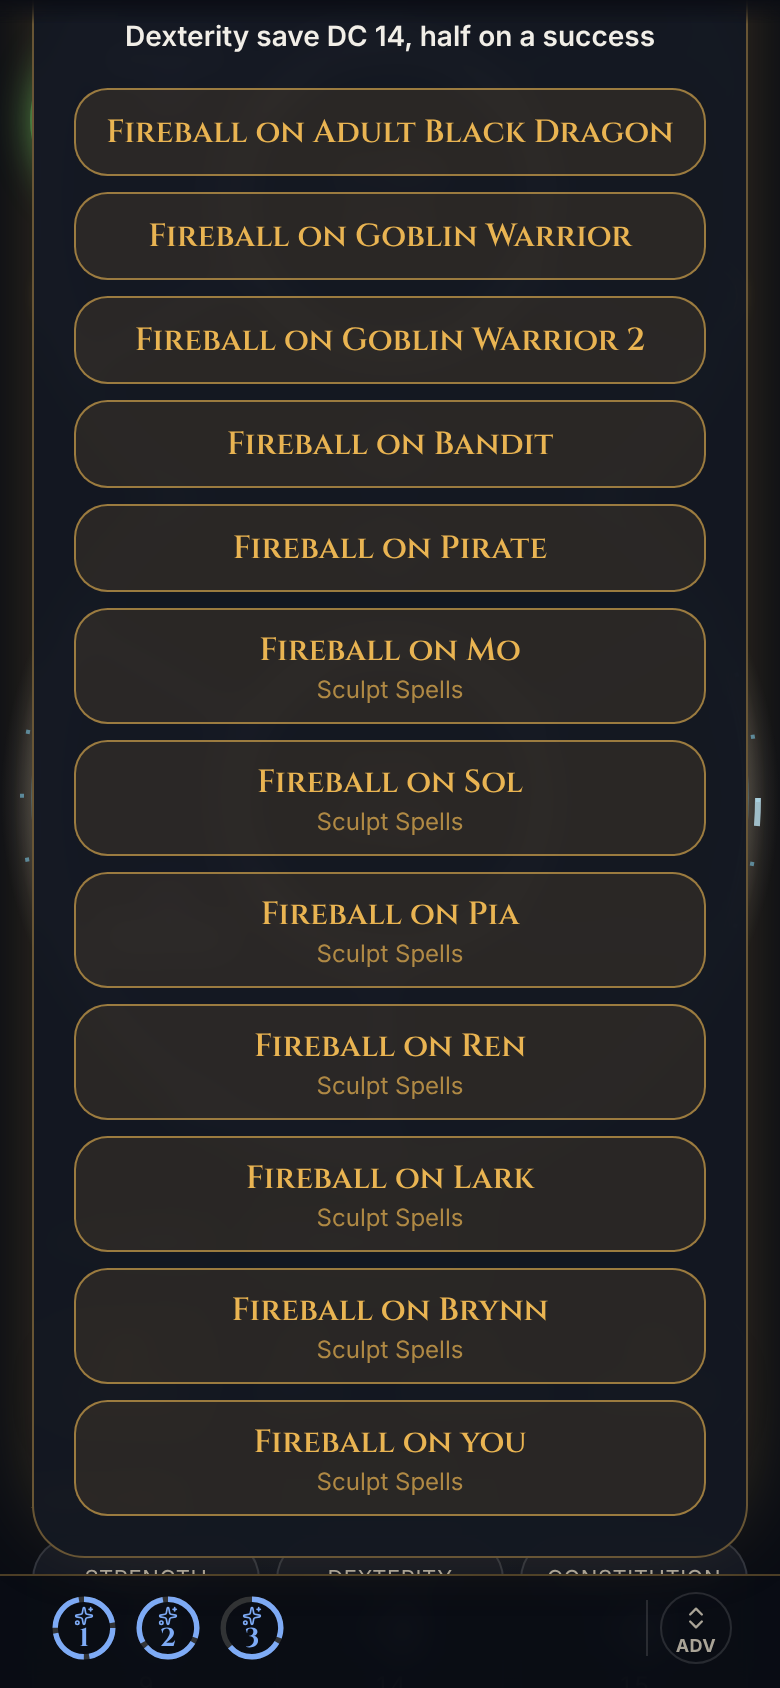 Dexterity save DC 14, half on a success
Fireball on Adult Black Dragon
Fireball on Goblin Warrior
Fireball on Goblin Warrior 2
Fireball on Bandit
Fireball on Pirate
Fireball on Mo
Sculpt Spells
Fireball on Sol
Sculpt Spells
Fireball on Pia
Sculpt Spells
Fireball on Ren
Sculpt Spells
Fireball on Lark
Sculpt Spells
Fireball on Brynn
Sculpt Spells
Fireball on you
Sculpt Spells
STRENGTH DEXTERITY CONSTITUTION
1 2 3 ADV